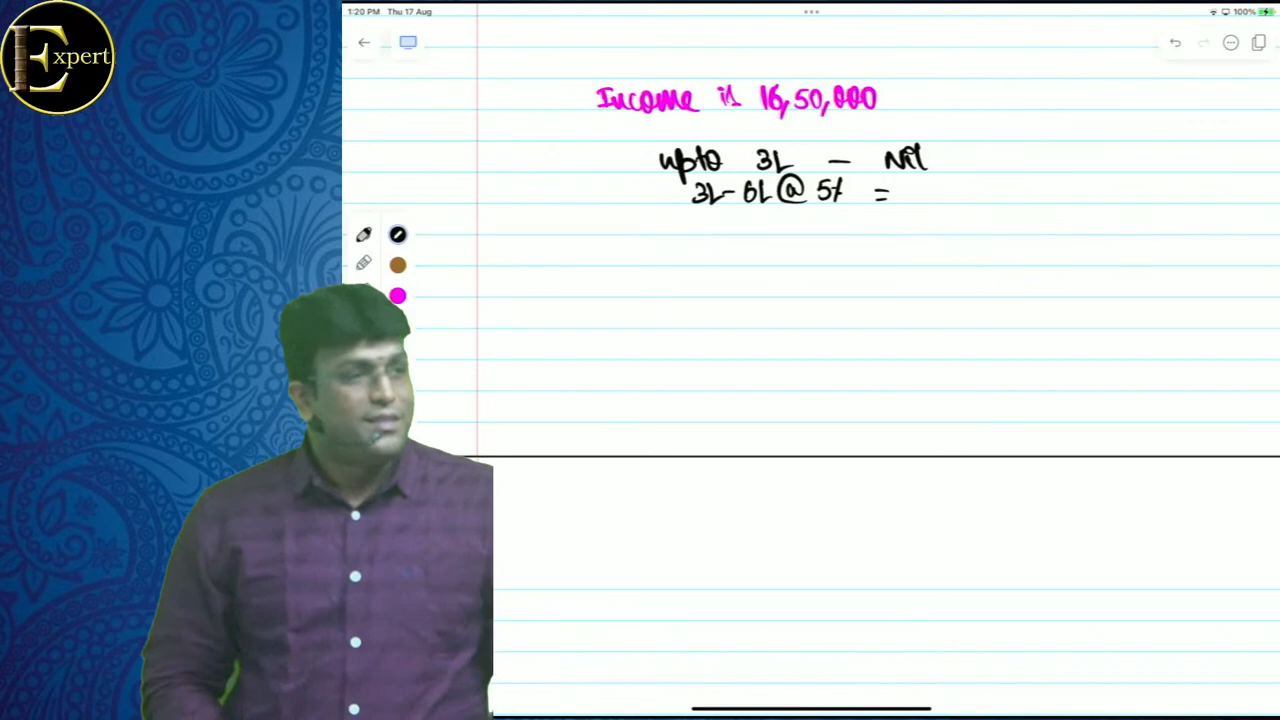 Expert
1:20 PM Thu 17 Aug
100%
Income is 16,50,000
upto 3L - Nil
3L-6L @ 5% =